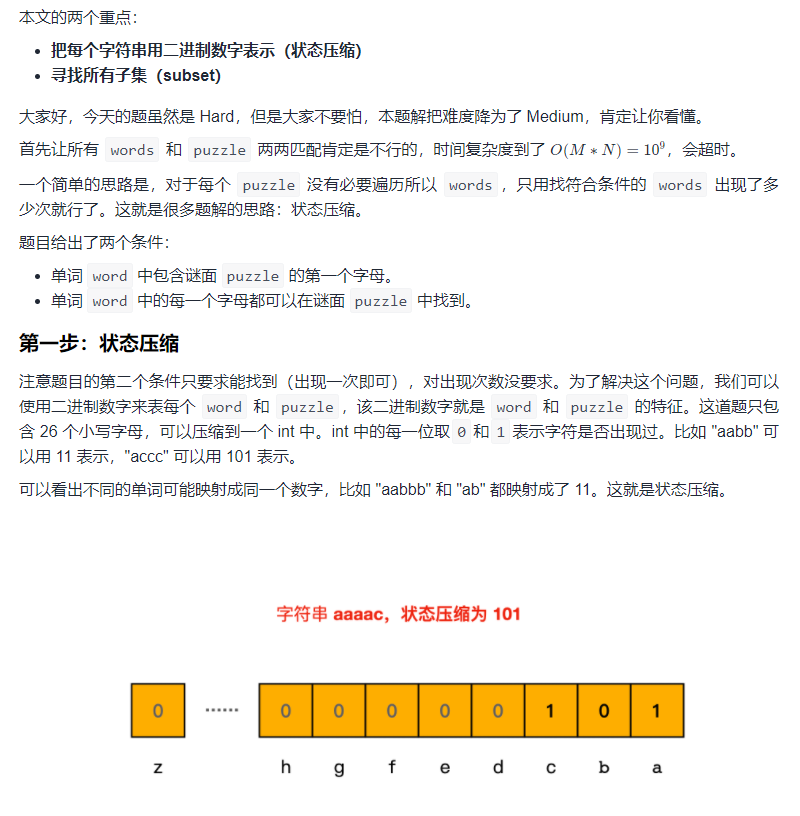 本文的两个重点：
• 把每个字符串用二进制数字表示（状态压缩）
• 寻找所有子集（subset）
大家好，今天的题虽然是 Hard，但是大家不要怕，本题解把难度降为了 Medium，肯定让你看懂。
首先让所有 words 和 puzzle 两两匹配肯定是不行的，时间复杂度到了 O(M * N) = 10⁹，会超时。
一个简单的思路是，对于每个 puzzle 没有必要遍历所以 words ，只用找符合条件的 words 出现了多
少次就行了。这就是很多题解的思路：状态压缩。
题目给出了两个条件：
• 单词 word 中包含谜面 puzzle 的第一个字母。
• 单词 word 中的每一个字母都可以在谜面 puzzle 中找到。
第一步：状态压缩
注意题目的第二个条件只要求能找到（出现一次即可），对出现次数没要求。为了解决这个问题，我们可以
使用二进制数字来表每个 word 和 puzzle ，该二进制数字就是 word 和 puzzle 的特征。这道题只包
含 26 个小写字母，可以压缩到一个 int 中。int 中的每一位取 0 和 1 表示字符是否出现过。比如 "aabb" 可
以用 11 表示，"accc" 可以用 101 表示。
可以看出不同的单词可能映射成同一个数字，比如 "aabbb" 和 "ab" 都映射成了 11。这就是状态压缩。
字符串 aaaac，状态压缩为 101
0 ...... 0 0 0 0 0 1 0 1
z h g f e d c b a